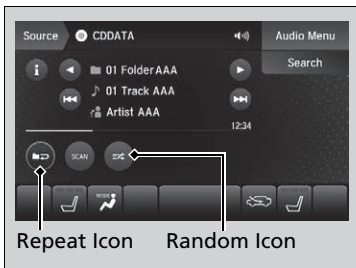 Source CDDATA Audio Menu
01 FolderAAA Search
01 Track AAA
Artist AAA
12:34
SCAN
MODE
Repeat Icon Random Icon